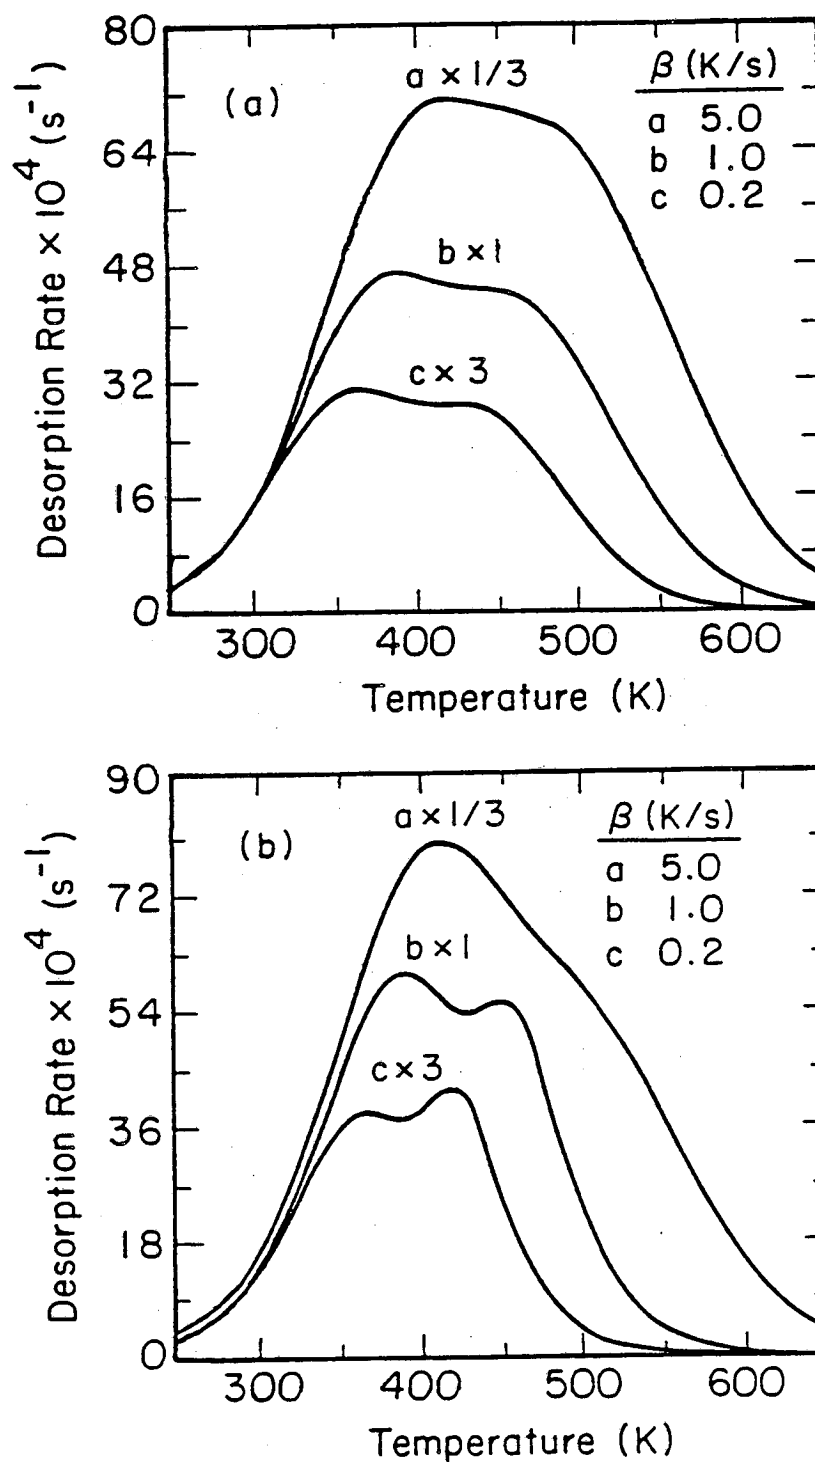 80
64
48
32
16
0
Desorption Rate × 10⁴ (s⁻¹)
(a)
a × 1/3
b × 1
c × 3
β (K/s)
a 5.0
b 1.0
c 0.2
300 400 500 600
Temperature (K)
90
72
54
36
18
0
Desorption Rate × 10⁴ (s⁻¹)
(b)
a × 1/3
b × 1
c × 3
β (K/s)
a 5.0
b 1.0
c 0.2
300 400 500 600
Temperature (K)